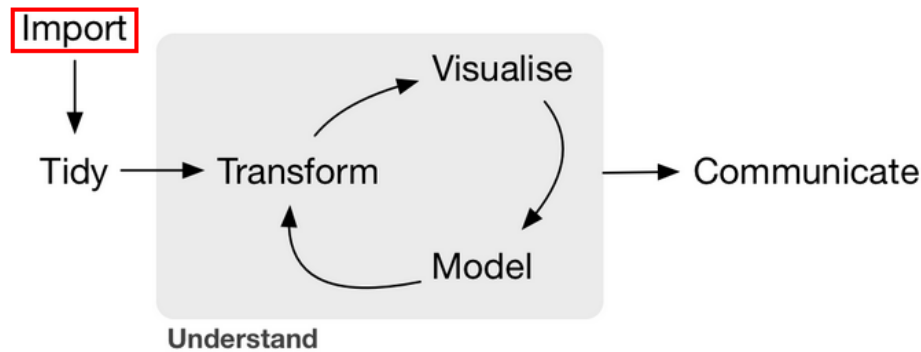 Import
Visualise
Tidy
Transform
Communicate
Model
Understand